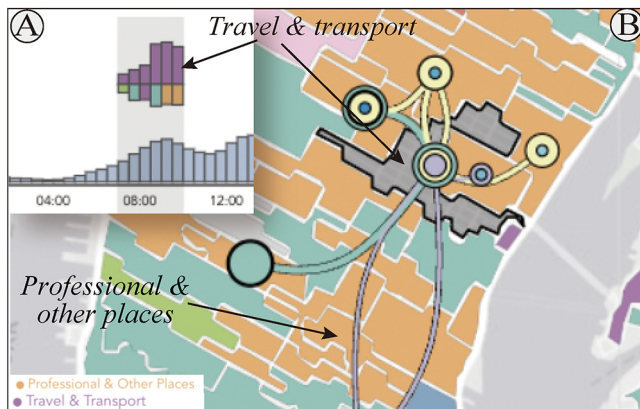 A
Travel & transport
B
04:00 08:00 12:00
Professional &
other places
Professional & Other Places
Travel & Transport